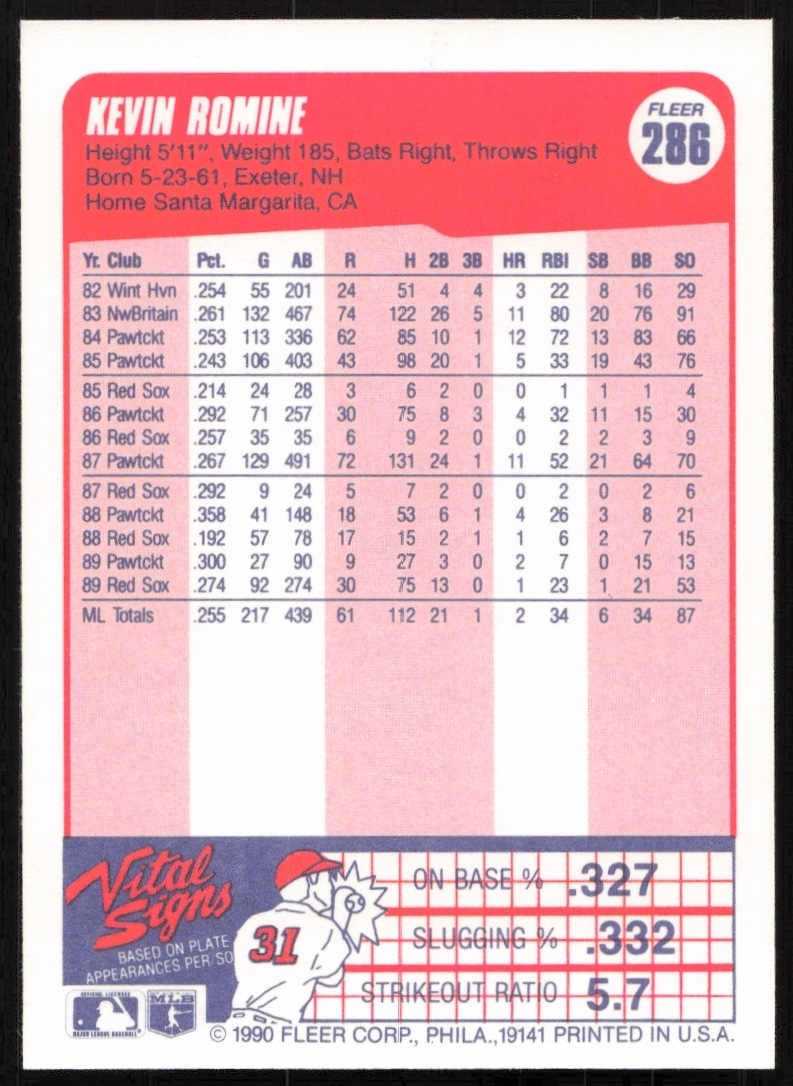 KEVIN ROMINE
FLEER
286
Height 5'11", Weight 185, Bats Right, Throws Right
Born 5-23-61, Exeter, NH
Home Santa Margarita, CA
Yr. Club Pct. G AB R H 2B 3B HR RBI SB BB SO
82 Wint Hvn .254 55 201 24 51 4 4 3 22 8 16 29
83 NwBritain .261 132 467 74 122 26 5 11 80 20 76 91
84 Pawtckt .253 113 336 62 85 10 1 12 72 13 83 66
85 Pawtckt .243 106 403 43 98 20 1 5 33 19 43 76
85 Red Sox .214 24 28 3 6 2 0 0 1 1 1 4
86 Pawtckt .292 71 257 30 75 8 3 4 32 11 15 30
86 Red Sox .257 35 35 6 9 2 0 0 2 2 3 9
87 Pawtckt .267 129 491 72 131 24 1 11 52 21 64 70
87 Red Sox .292 9 24 5 7 2 0 0 2 0 2 6
88 Pawtckt .358 41 148 18 53 6 1 4 26 3 8 21
88 Red Sox .192 57 78 17 15 2 1 1 6 2 7 15
89 Pawtckt .300 27 90 9 27 3 0 2 7 0 15 13
89 Red Sox .274 92 274 30 75 13 0 1 23 1 21 53
ML Totals .255 217 439 61 112 21 1 2 34 6 34 87
Vital
Signs
BASED ON PLATE
APPEARANCES PER/SO
31
ON BASE % .327
SLUGGING % .332
STRIKEOUT RATIO 5.7
OFFICIAL LICENSEE
MAJOR LEAGUE BASEBALL
MLB
© 1990 FLEER CORP., PHILA.,19141 PRINTED IN U.S.A.